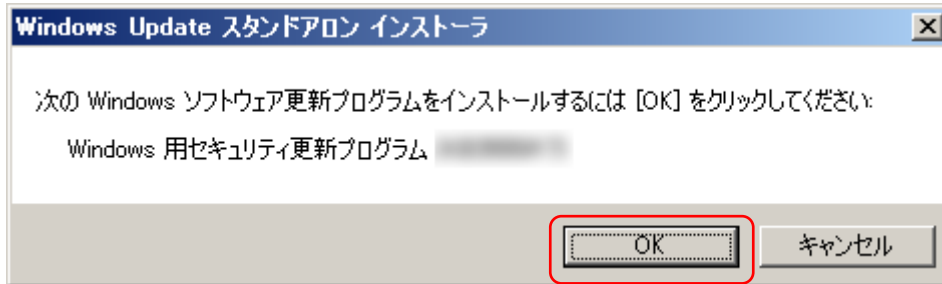 Windows Update スタンドアロン インストーラ
次の Windows ソフトウェア更新プログラムをインストールするには [OK] をクリックしてください:
Windows 用セキュリティ更新プログラム
OK
キャンセル